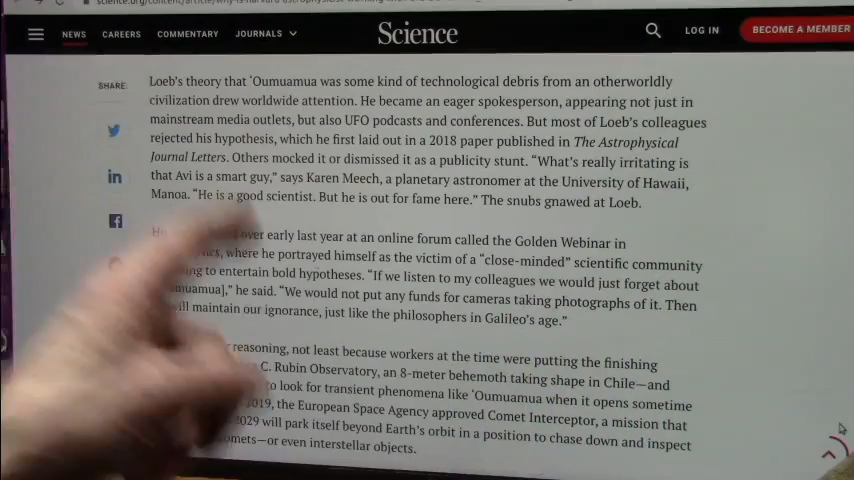 science.org/content/article/why-is-harvard-astrophysicist-working
NEWS CAREERS COMMENTARY JOURNALS Science LOG IN BECOME A MEMBER
SHARE:
Loeb's theory that 'Oumuamua was some kind of technological debris from an otherworldly
civilization drew worldwide attention. He became an eager spokesperson, appearing not just in
mainstream media outlets, but also UFO podcasts and conferences. But most of Loeb's colleagues
rejected his hypothesis, which he first laid out in a 2018 paper published in The Astrophysical
Journal Letters. Others mocked it or dismissed it as a publicity stunt. “What's really irritating is
that Avi is a smart guy,” says Karen Meech, a planetary astronomer at the University of Hawaii,
Manoa. “He is a good scientist. But he is out for fame here.” The snubs gnawed at Loeb.
over early last year at an online forum called the Golden Webinar in
where he portrayed himself as the victim of a “close-minded” scientific community
to entertain bold hypotheses. “If we listen to my colleagues we would just forget about
muamua],” he said. “We would not put any funds for cameras taking photographs of it. Then
will maintain our ignorance, just like the philosophers in Galileo's age.”
reasoning, not least because workers at the time were putting the finishing
C. Rubin Observatory, an 8-meter behemoth taking shape in Chile—and
to look for transient phenomena like 'Oumuamua when it opens sometime
2019, the European Space Agency approved Comet Interceptor, a mission that
2029 will park itself beyond Earth's orbit in a position to chase down and inspect
comets—or even interstellar objects.